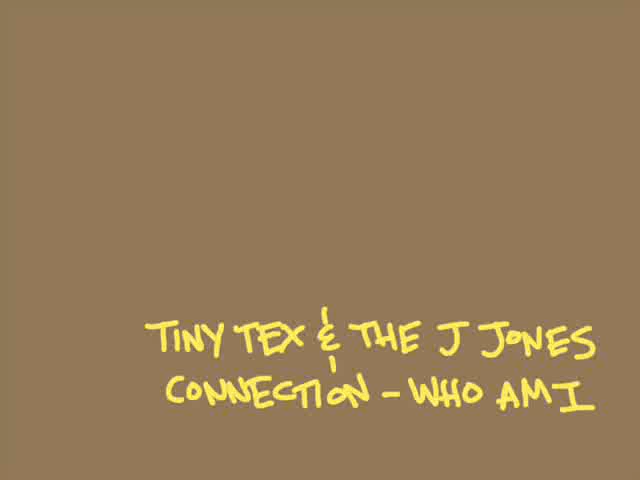 TINY TEX & THE J JONES
CONNECTION - WHO AM I